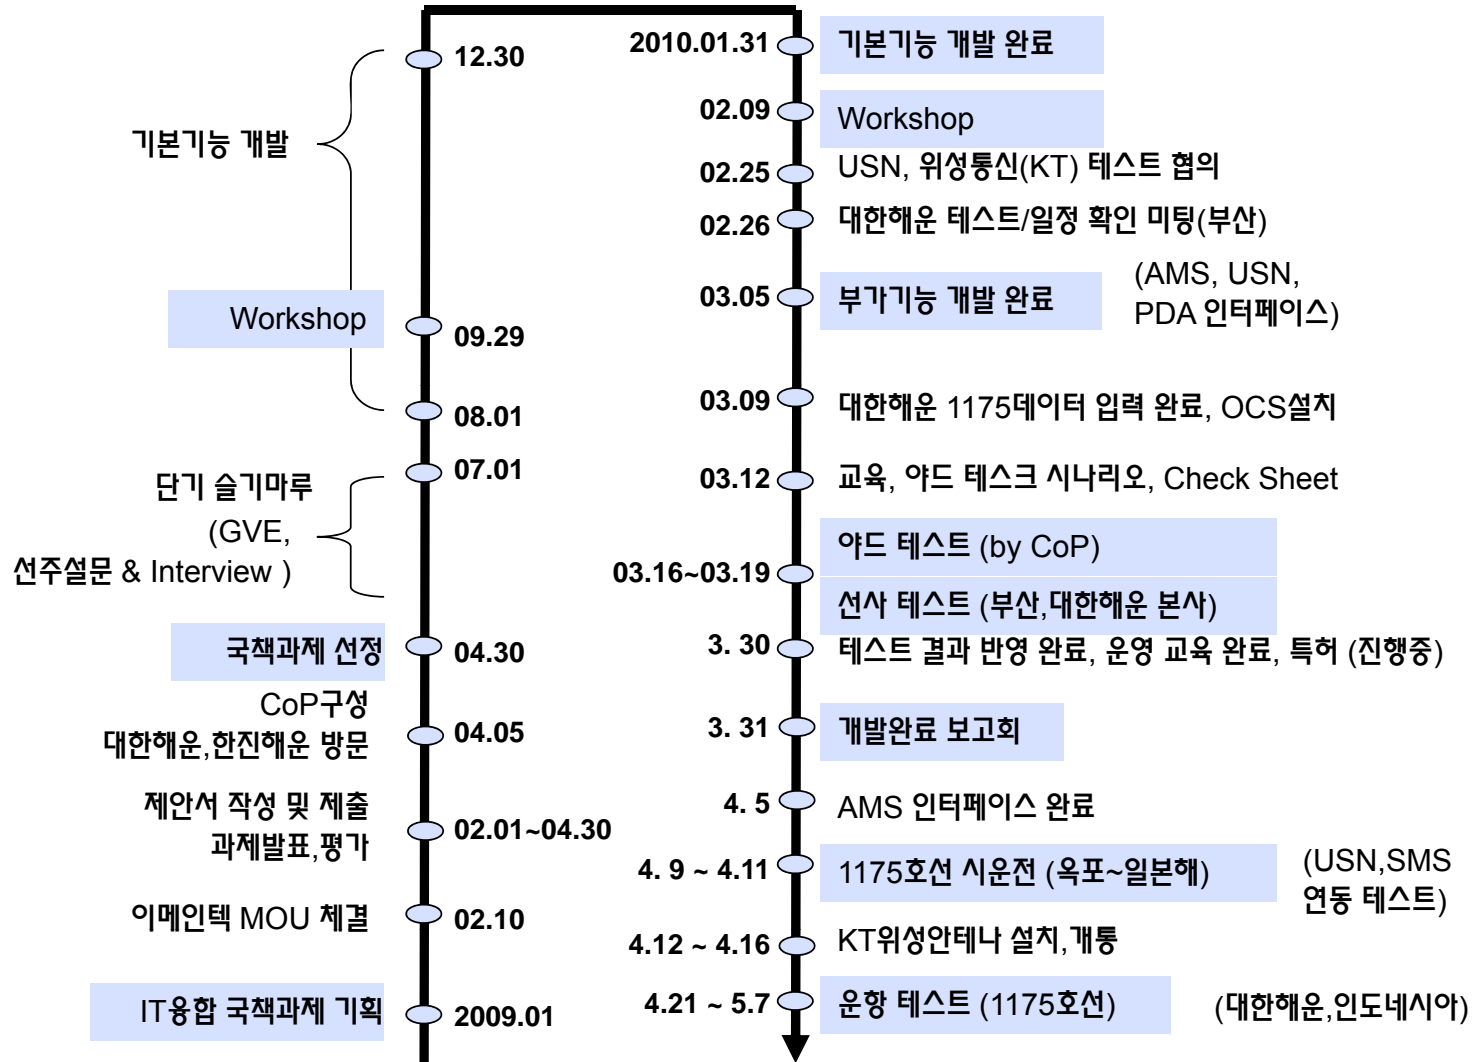 12.30
기본기능 개발
Workshop
09.29
08.01
07.01
단기 슬기마루
(GVE,
선주설문 & Interview )
국책과제 선정
04.30
CoP구성
대한해운,한진해운 방문
04.05
제안서 작성 및 제출
과제발표,평가
02.01~04.30
이메인텍 MOU 체결
02.10
IT융합 국책과제 기획
2009.01
2010.01.31
기본기능 개발 완료
02.09
Workshop
02.25
USN, 위성통신(KT) 테스트 협의
02.26
대한해운 테스트/일정 확인 미팅(부산)
03.05
부가기능 개발 완료
(AMS, USN,
PDA 인터페이스)
03.09
대한해운 1175데이터 입력 완료, OCS설치
03.12
교육, 야드 테스크 시나리오, Check Sheet
야드 테스트 (by CoP)
03.16~03.19
선사 테스트 (부산,대한해운 본사)
3. 30
테스트 결과 반영 완료, 운영 교육 완료, 특허 (진행중)
3. 31
개발완료 보고회
4. 5
AMS 인터페이스 완료
4. 9 ~ 4.11
1175호선 시운전 (옥포~일본해)
(USN,SMS
연동 테스트)
4.12 ~ 4.16
KT위성안테나 설치,개통
4.21 ~ 5.7
운항 테스트 (1175호선)
(대한해운,인도네시아)